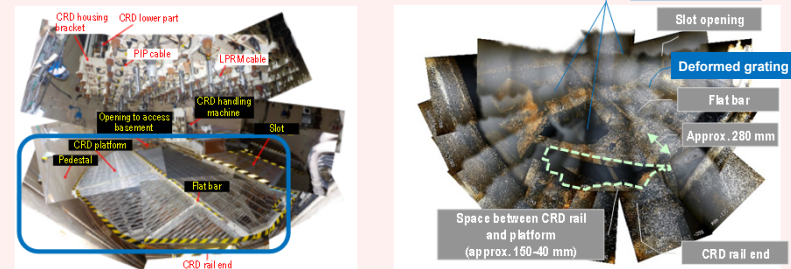 CRD housing
bracket
CRD lower part
PIP cable
LPRM cable
Opening to access
basement
CRD handling
machine
Slot
CRD platform
Pedestal
Flat bar
CRD rail end
Slot opening
Deformed grating
Flat bar
Approx. 280 mm
Space between CRD rail
and platform
(approx. 150-40 mm)
CRD rail end